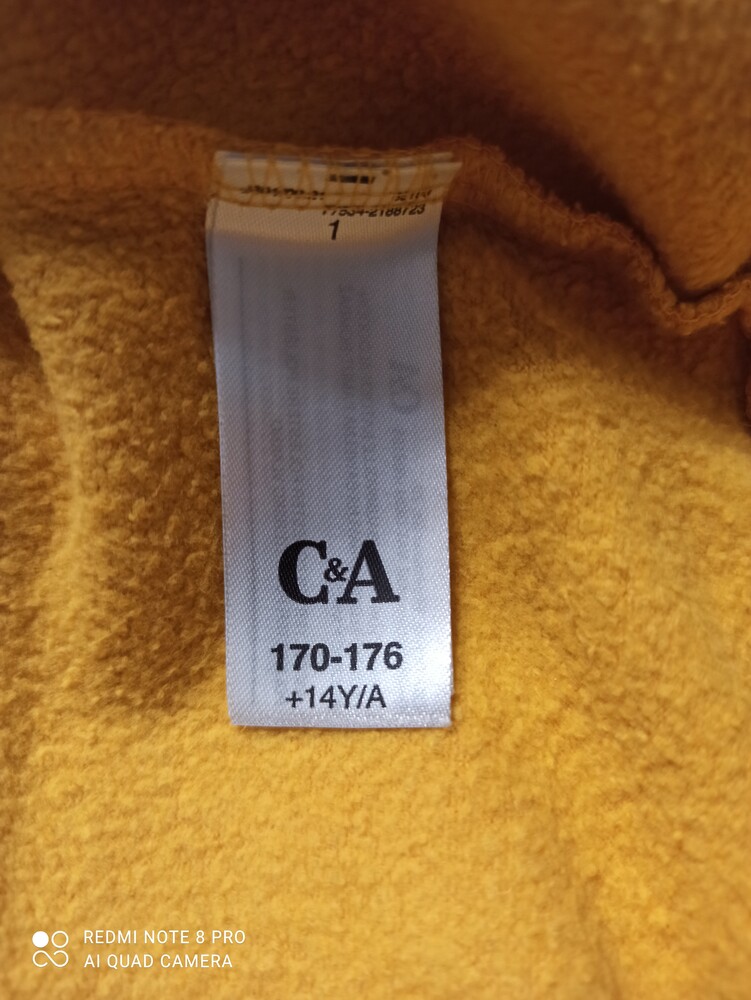 1
C&A
170-176
+14Y/A
REDMI NOTE 8 PRO
AI QUAD CAMERA